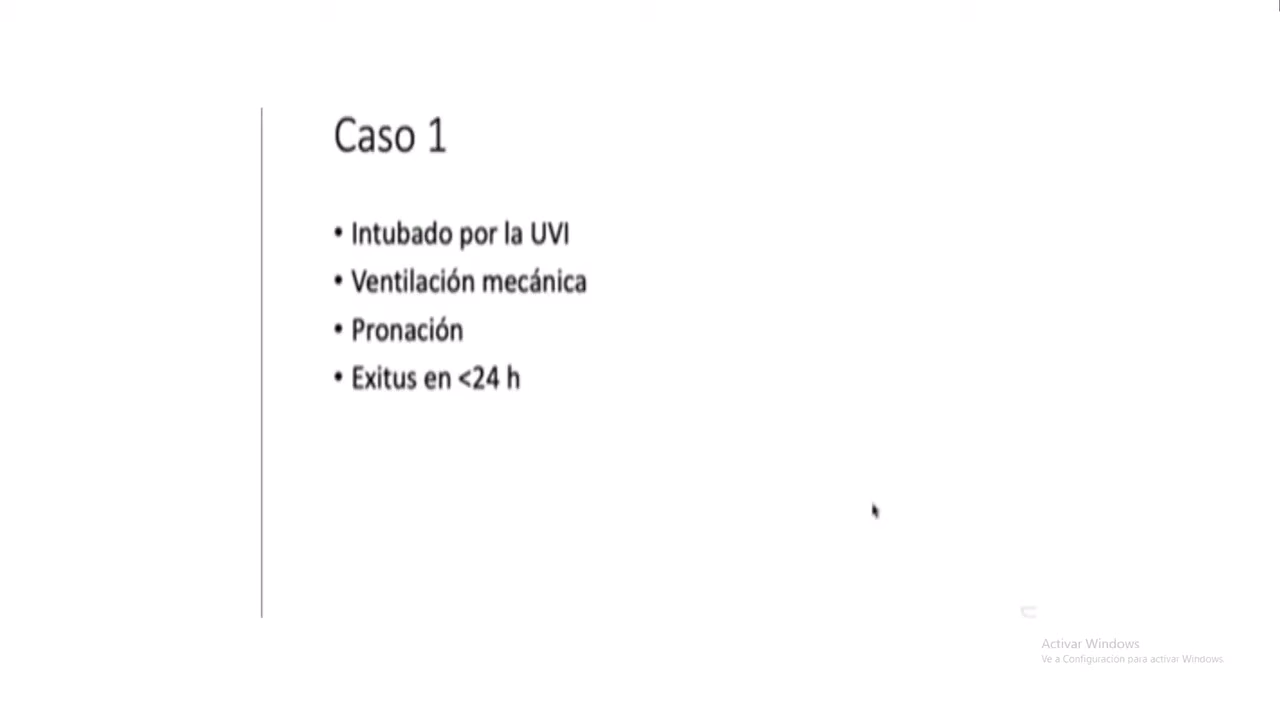 Caso 1
• Intubado por la UVI
• Ventilación mecánica
• Pronación
• Exitus en <24 h
Activar Windows
Ve a Configuración para activar Windows.